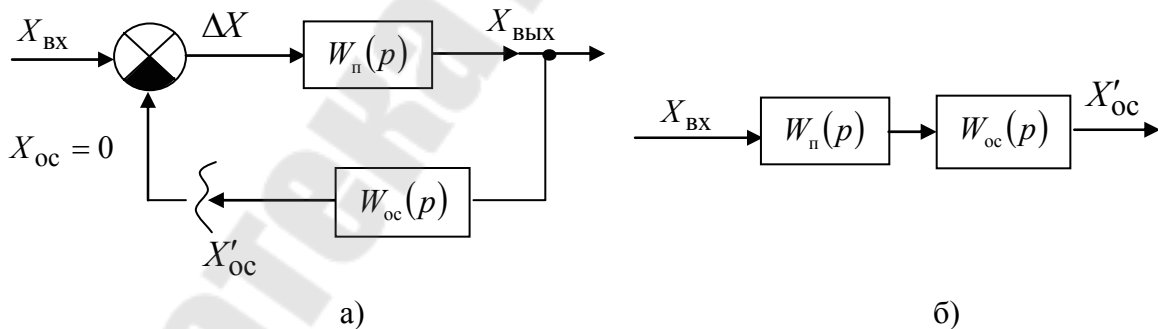 X_вх
ΔX
W_п(p)
X_вых
X_ос = 0
W_ос(p)
X′_ос
а)
X_вх
W_п(p)
W_ос(p)
X′_ос
б)